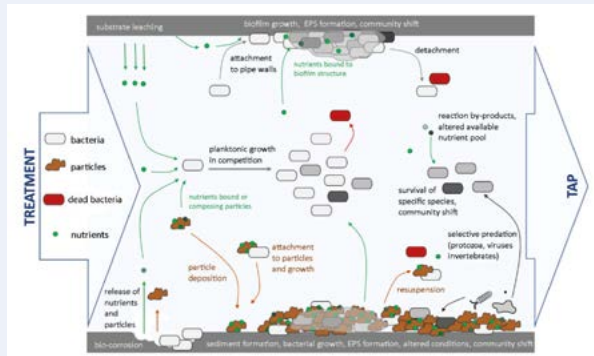 substrate leaching
biofilm growth, EPS formation, community shift
attachment
to pipe walls
nutrients bound to
biofilm structure
detachment
TREATMENT
bacteria
particles
dead bacteria
nutrients
planktonic growth
in competition
reaction by-products,
altered available
nutrient pool
nutrients bound or
composing particles
survival of
specific species,
community shift
TAP
particle
deposition
attachment
to particles
and growth
selective predation
(protozoa, viruses
invertebrates)
release of
nutrients
and
particles
resuspension
bio-corrosion
sediment formation, bacterial growth, EPS formation, altered conditions, community shift